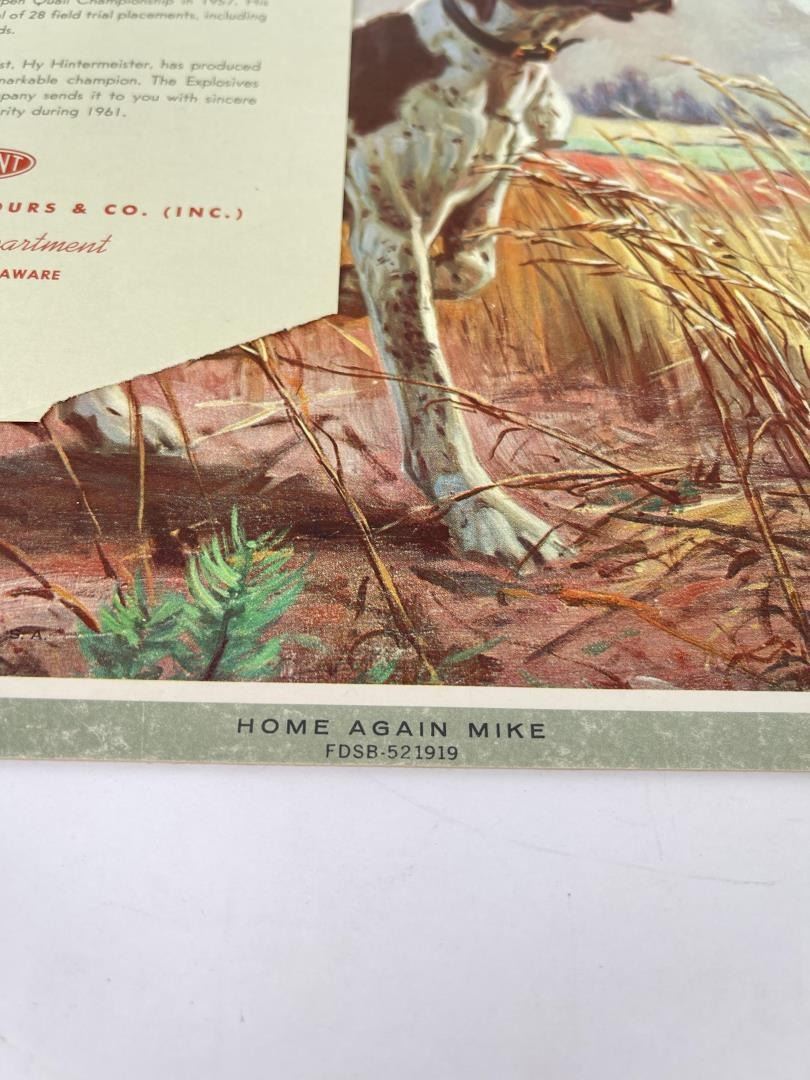 pen Quail Championship in 1957. His
l of 28 field trial placements, including
ds.
st, Hy Hintermeister, has produced
markable champion. The Explosives
pany sends it to you with sincere
rity during 1961.
NT
OURS & CO. (INC.)
partment
AWARE
S. A.
HOME AGAIN MIKE
FDSB-521919